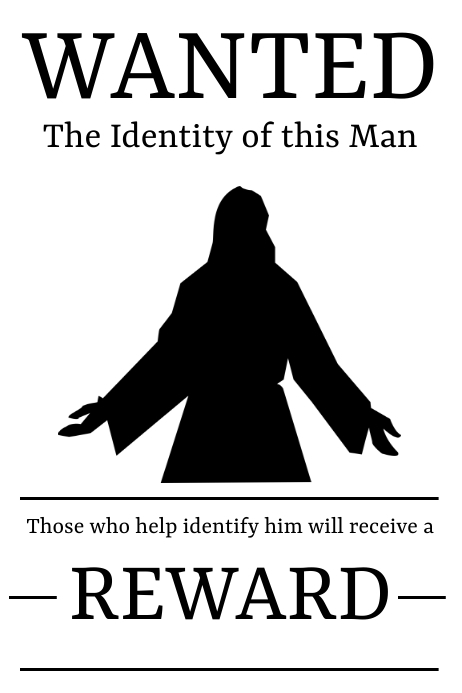 WANTED
The Identity of this Man
Those who help identify him will receive a
REWARD